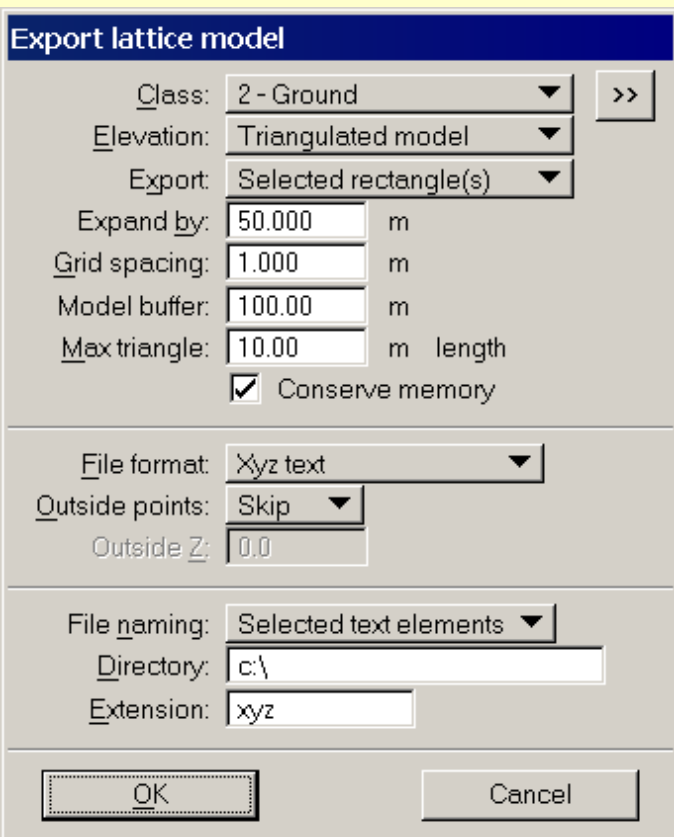 Export lattice model
Class: 2 - Ground >>
Elevation: Triangulated model
Export: Selected rectangle(s)
Expand by: 50.000 m
Grid spacing: 1.000 m
Model buffer: 100.00 m
Max triangle: 10.00 m length
Conserve memory
File format: Xyz text
Outside points: Skip
Outside Z: 0.0
File naming: Selected text elements
Directory: c:\
Extension: xyz
OK Cancel